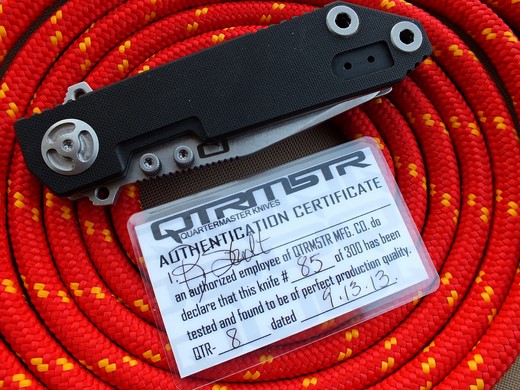 QTRMSTR
QUARTERMASTER KNIVES
AUTHENTICATION CERTIFICATE
I,
an authorized employee of QTRMSTR MFG. CO. do
declare that this knife # 85 of 300 has been
tested and found to be of perfect production quality.
QTR- 8 dated 9.13.13.